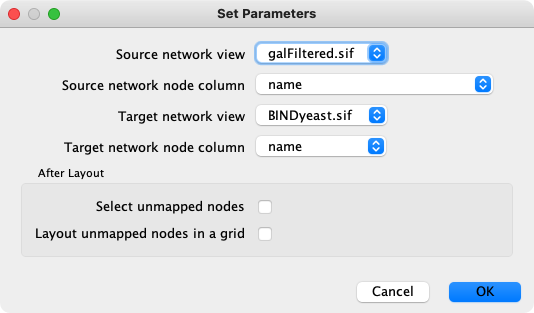 Set Parameters
Source network view galFiltered.sif
Source network node column name
Target network view BINDyeast.sif
Target network node column name
After Layout
Select unmapped nodes
Layout unmapped nodes in a grid
Cancel OK